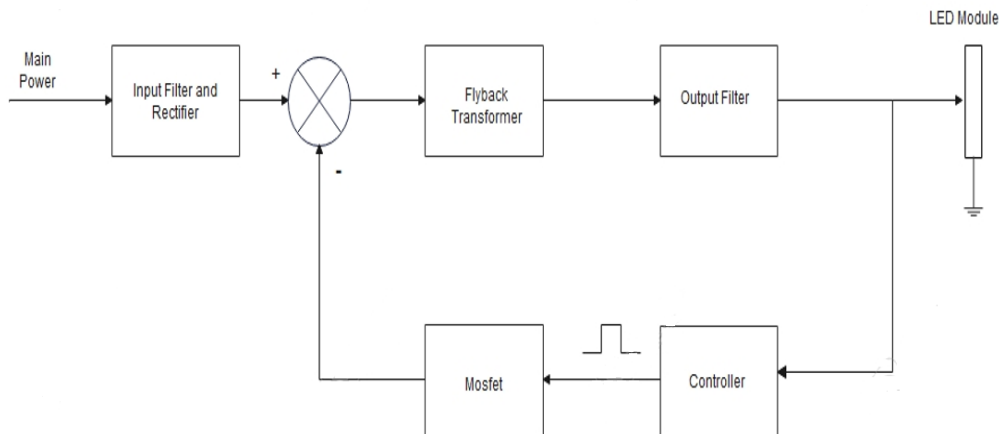 LED Module
Main
Power
Input Filter and
Rectifier
+
Flyback
Transformer
Output Filter
-
Mosfet
Controller